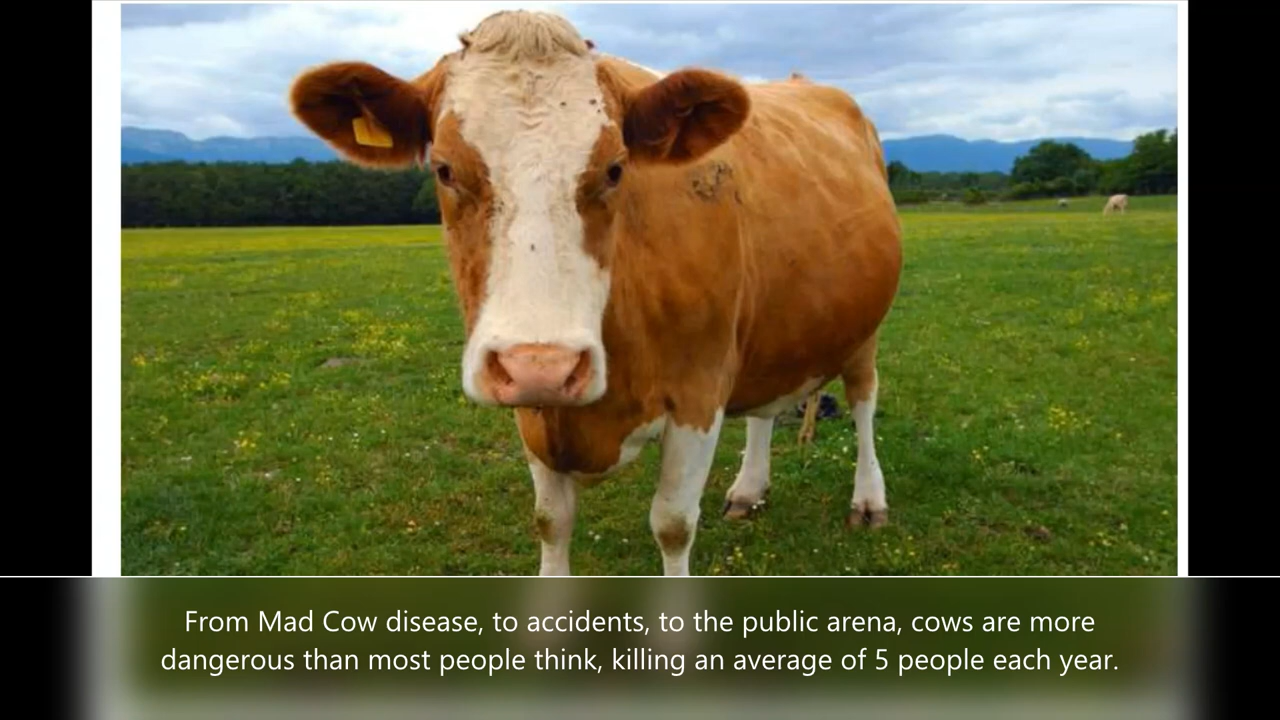 From Mad Cow disease, to accidents, to the public arena, cows are more
dangerous than most people think, killing an average of 5 people each year.